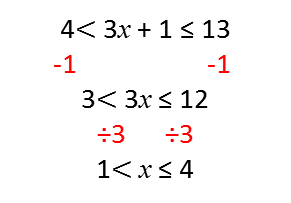 4< 3x + 1 ≤ 13
-1 -1
3< 3x ≤ 12
÷3 ÷3
1< x ≤ 4